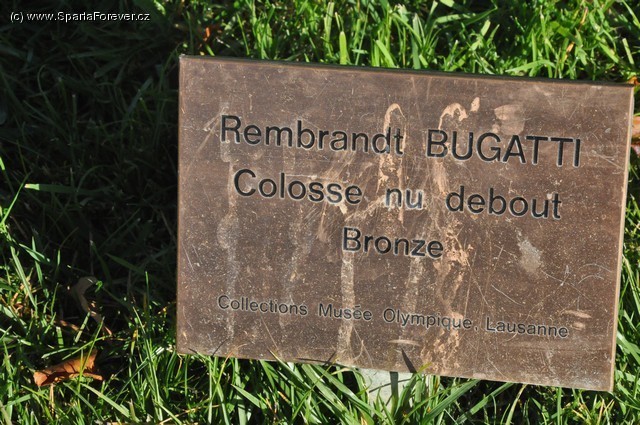 (c) www.SpartaForever.cz
Rembrandt BUGATTI
Colosse nu debout
Bronze
Collections Musée Olympique, Lausanne